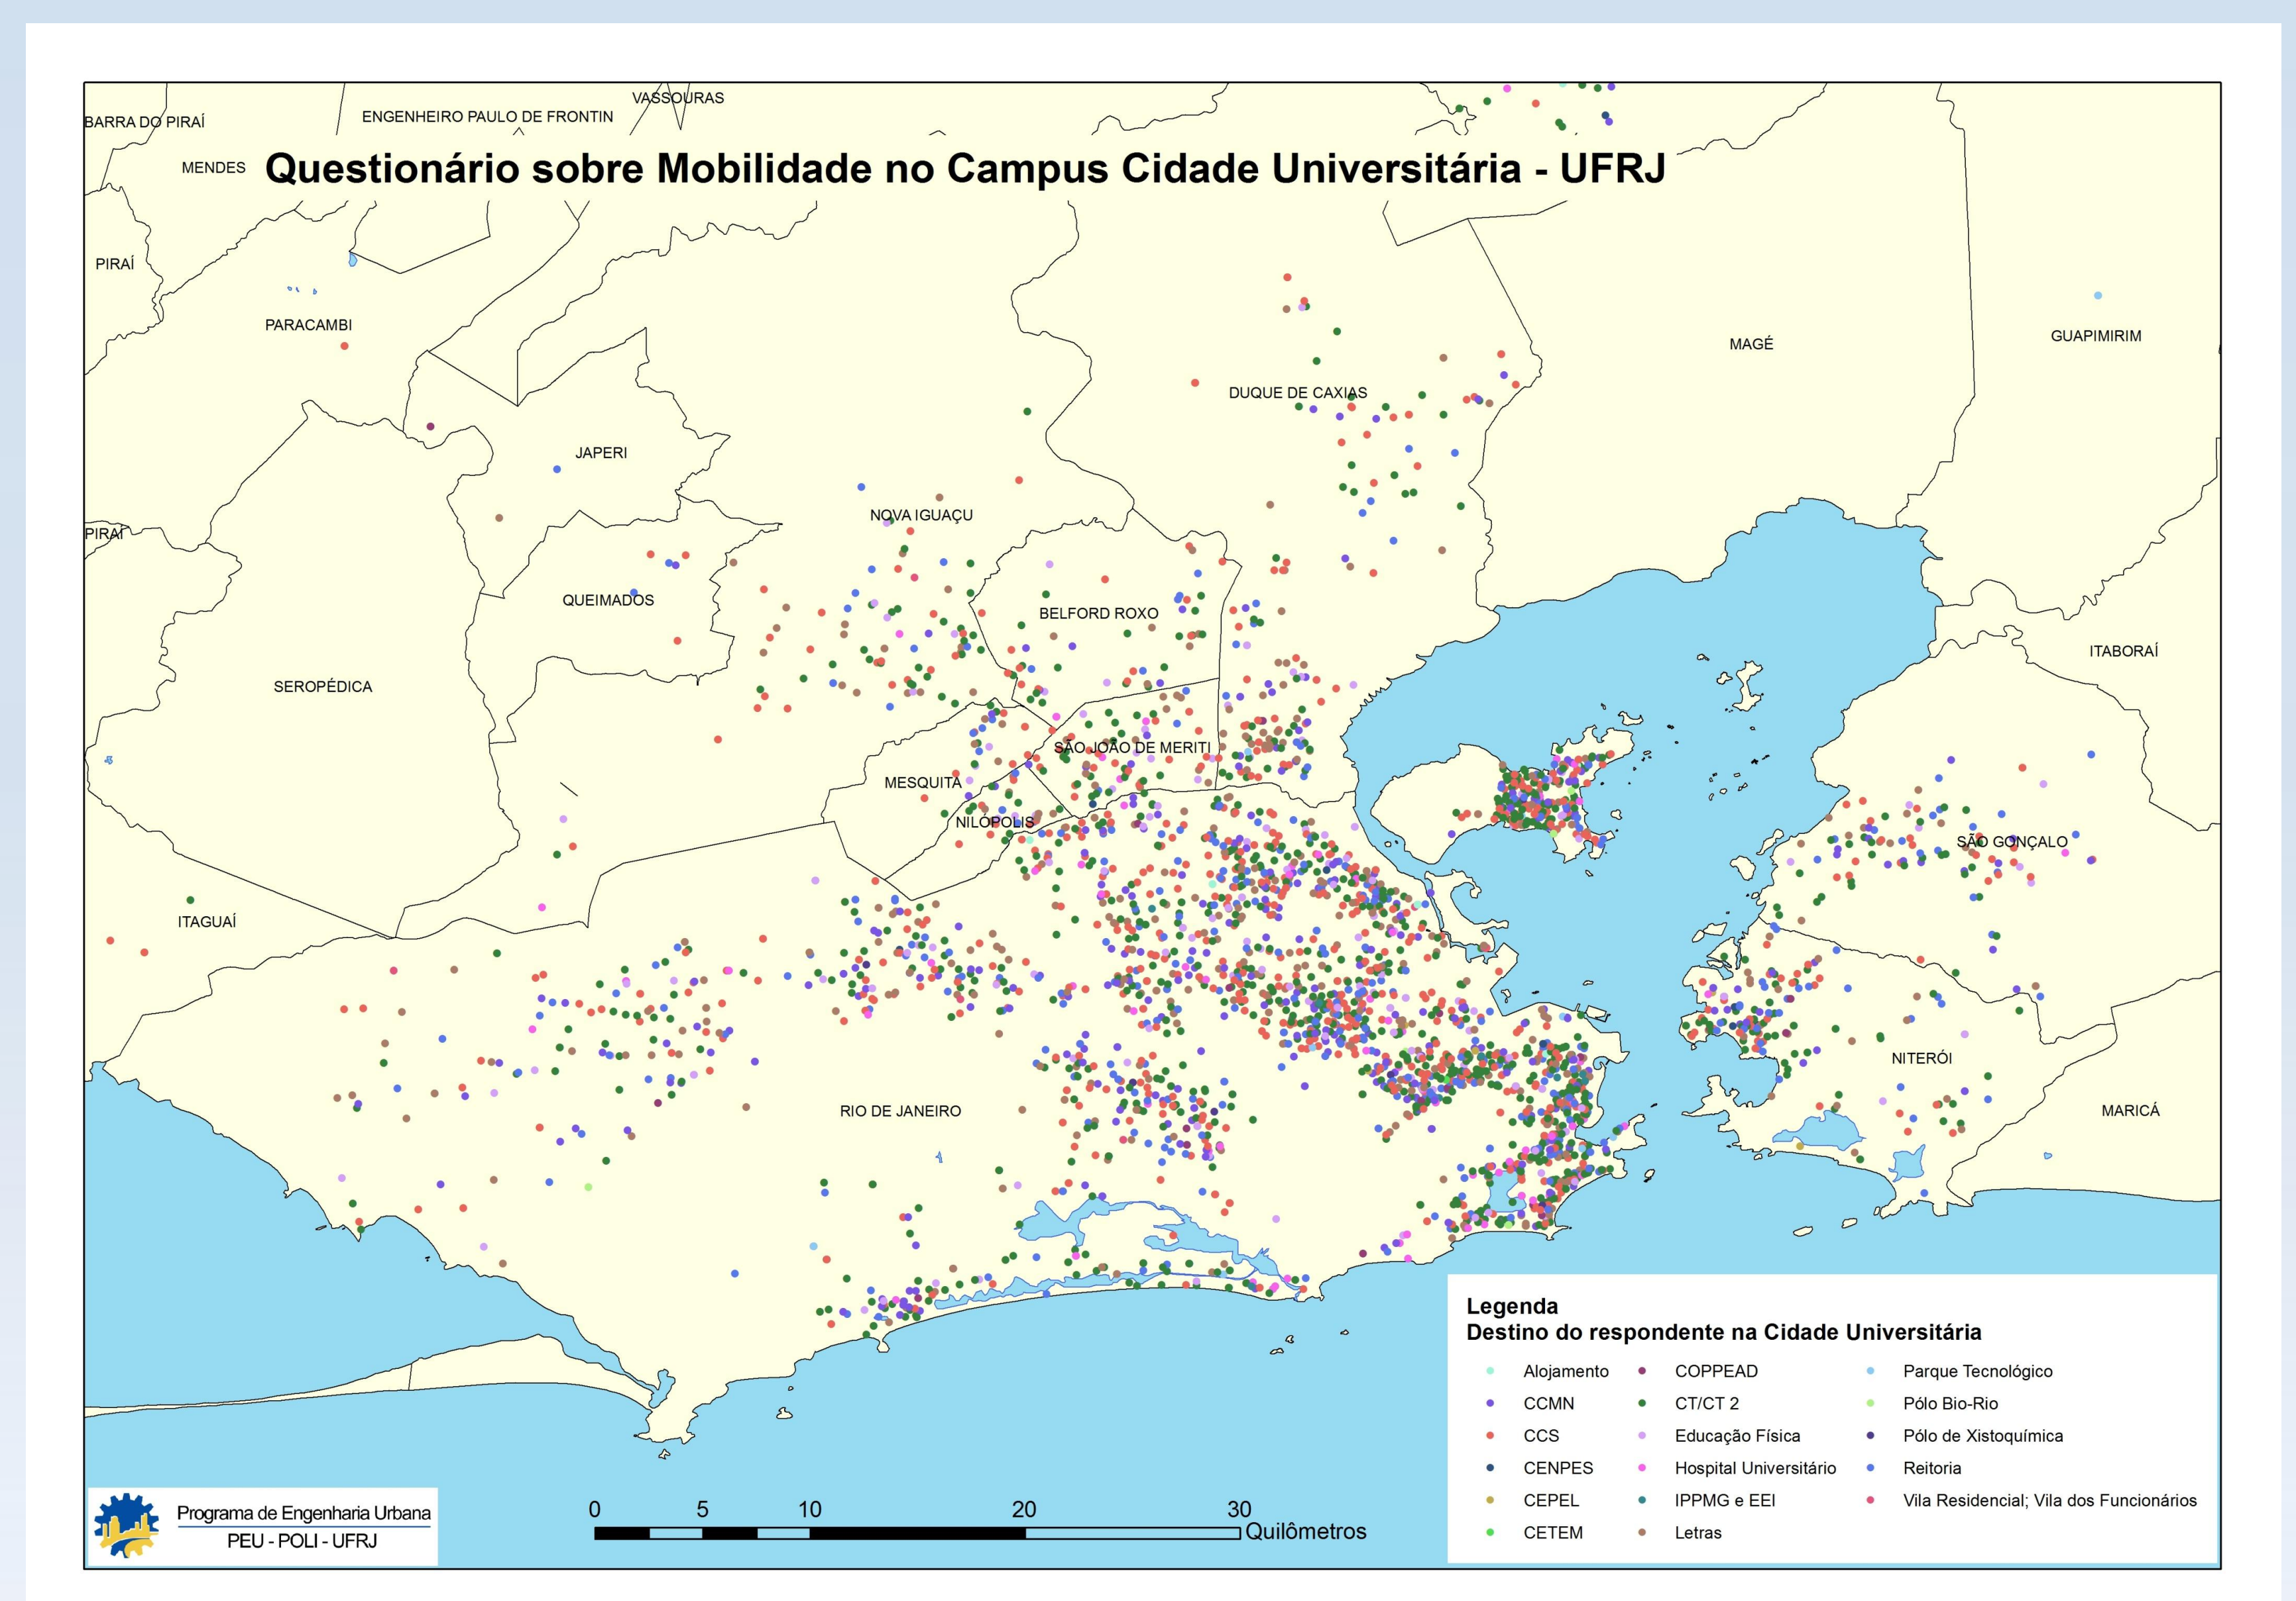 VASSOURAS
ENGENHEIRO PAULO DE FRONTIN
BARRA DO PIRAÍ
MENDES
Questionário sobre Mobilidade no Campus Cidade Universitária - UFRJ
PIRAÍ
PARACAMBI
GUAPIMIRIM
MAGÉ
DUQUE DE CAXIAS
JAPERI
NOVA IGUAÇU
PIRAÍ
QUEIMADOS
BELFORD ROXO
ITABORAÍ
SEROPÉDICA
SÃO JOÃO DE MERITI
MESQUITA
NILÓPOLIS
SÃO GONÇALO
ITAGUAÍ
NITERÓI
RIO DE JANEIRO
MARICÁ
Legenda
Destino do respondente na Cidade Universitária
Alojamento COPPEAD Parque Tecnológico
CCMN CT/CT 2 Pólo Bio-Rio
CCS Educação Física Pólo de Xistoquímica
CENPES Hospital Universitário Reitoria
CEPEL IPPMG e EEI Vila Residencial; Vila dos Funcionários
CETEM Letras
Programa de Engenharia Urbana
PEU - POLI - UFRJ
0 5 10 20 30
Quilômetros